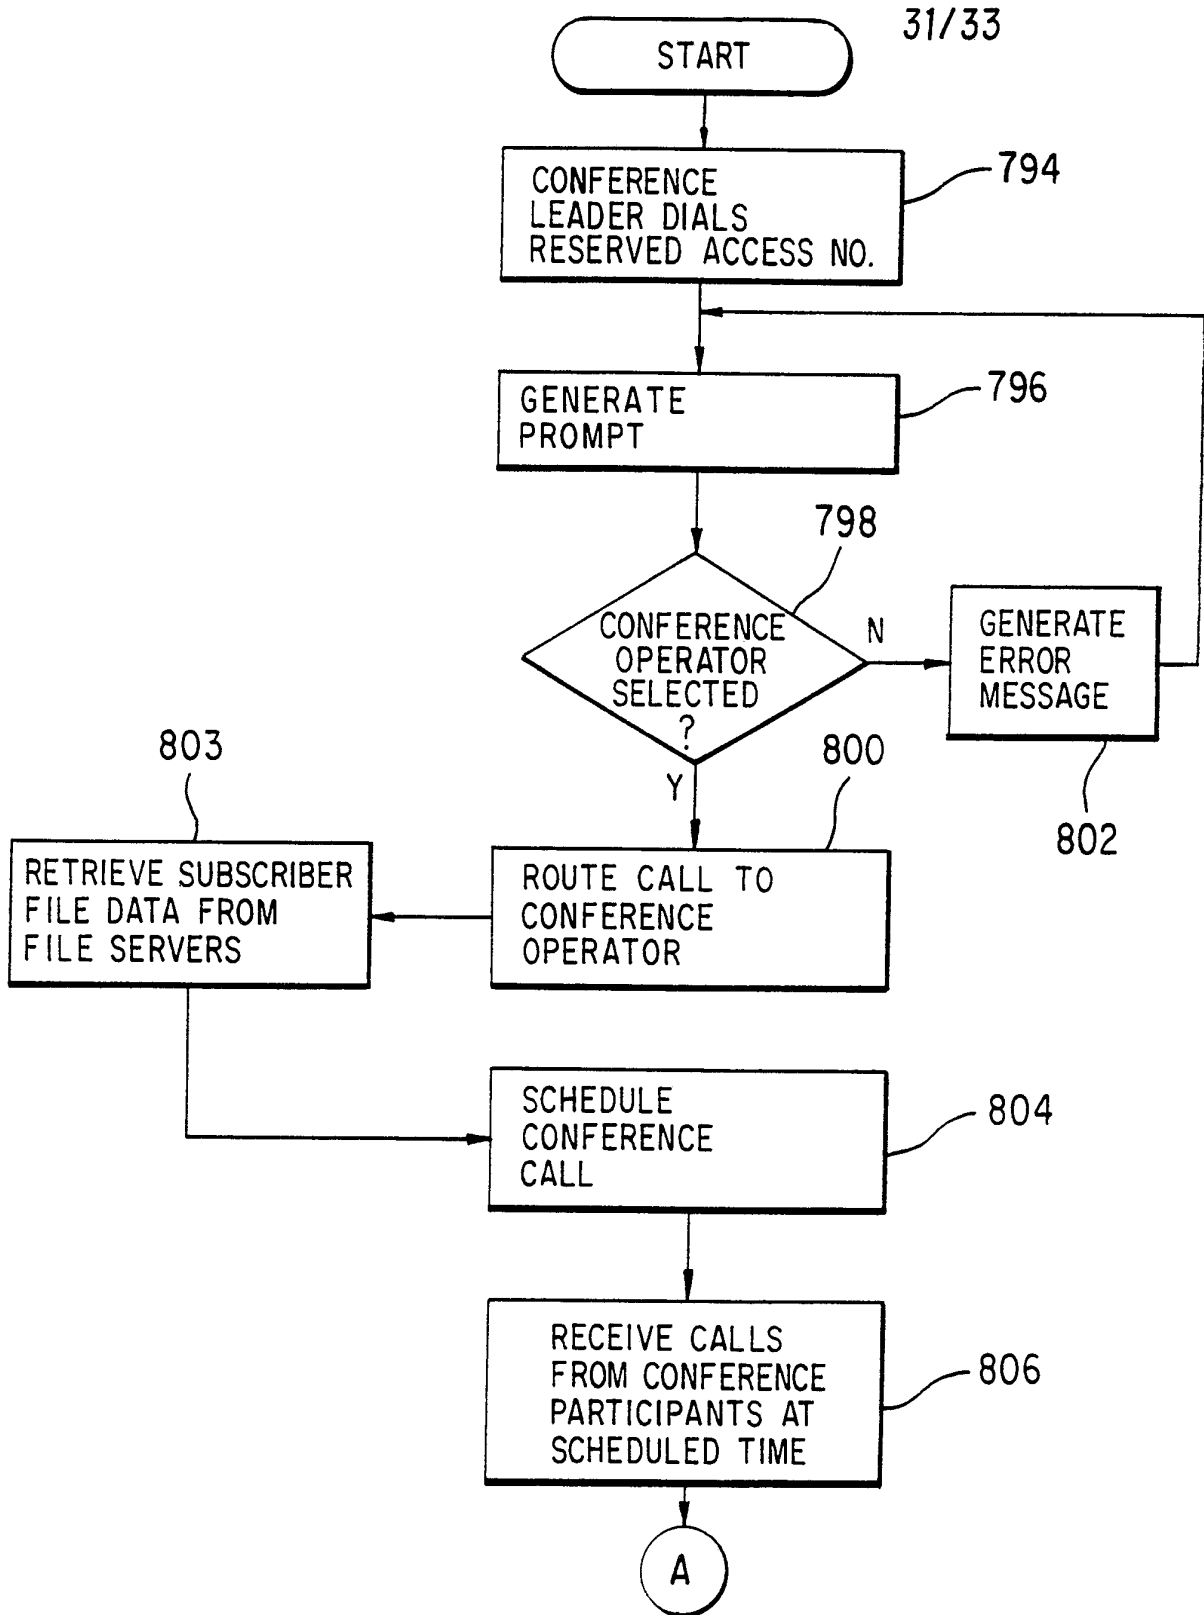 31/33
START
CONFERENCE
LEADER DIALS
RESERVED ACCESS NO.
794
GENERATE
PROMPT
796
798
CONFERENCE
OPERATOR
SELECTED
?
N
Y
GENERATE
ERROR
MESSAGE
802
800
ROUTE CALL TO
CONFERENCE
OPERATOR
803
RETRIEVE SUBSCRIBER
FILE DATA FROM
FILE SERVERS
SCHEDULE
CONFERENCE
CALL
804
RECEIVE CALLS
FROM CONFERENCE
PARTICIPANTS AT
SCHEDULED TIME
806
A